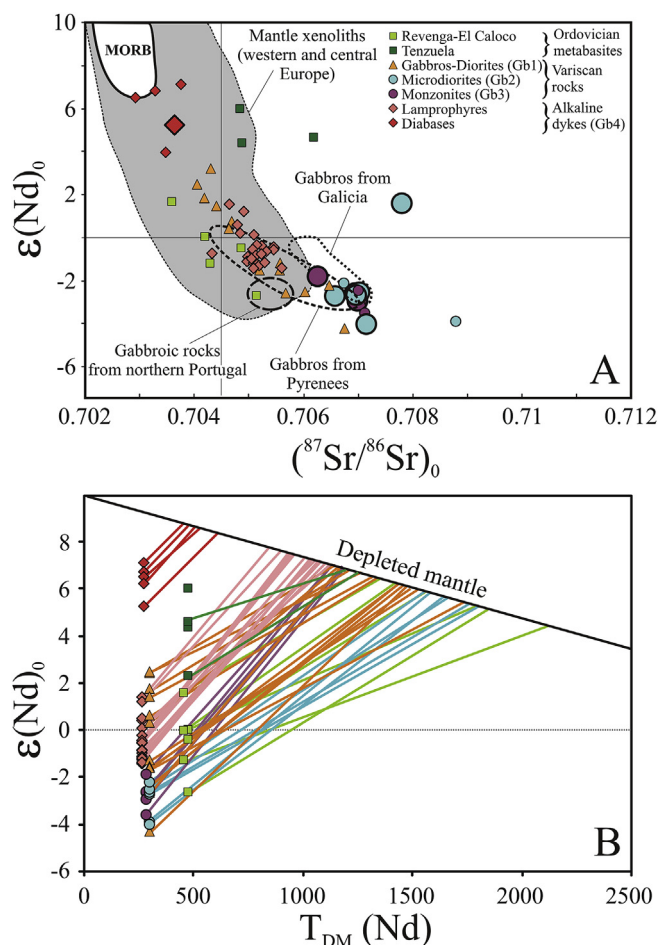 10
6
2
-2
-6
ε(Nd)₀
MORB
Mantle xenoliths
(western and central
Europe)
Revenga-El Caloco
Tenzuela
Gabbros-Diorites (Gb1)
Microdiorites (Gb2)
Monzonites (Gb3)
Lamprophyres
Diabases
Ordovician
metabasites
Variscan
rocks
Alkaline
dykes (Gb4)
Gabbros from
Galicia
Gabbroic rocks
from northern Portugal
Gabbros from
Pyrenees
A
0.702 0.704 0.706 0.708 0.71 0.712
(⁸⁷Sr/⁸⁶Sr)₀
8
6
4
2
0
-2
-4
-6
ε(Nd)₀
Depleted mantle
B
0 500 1000 1500 2000 2500
T_DM (Nd)